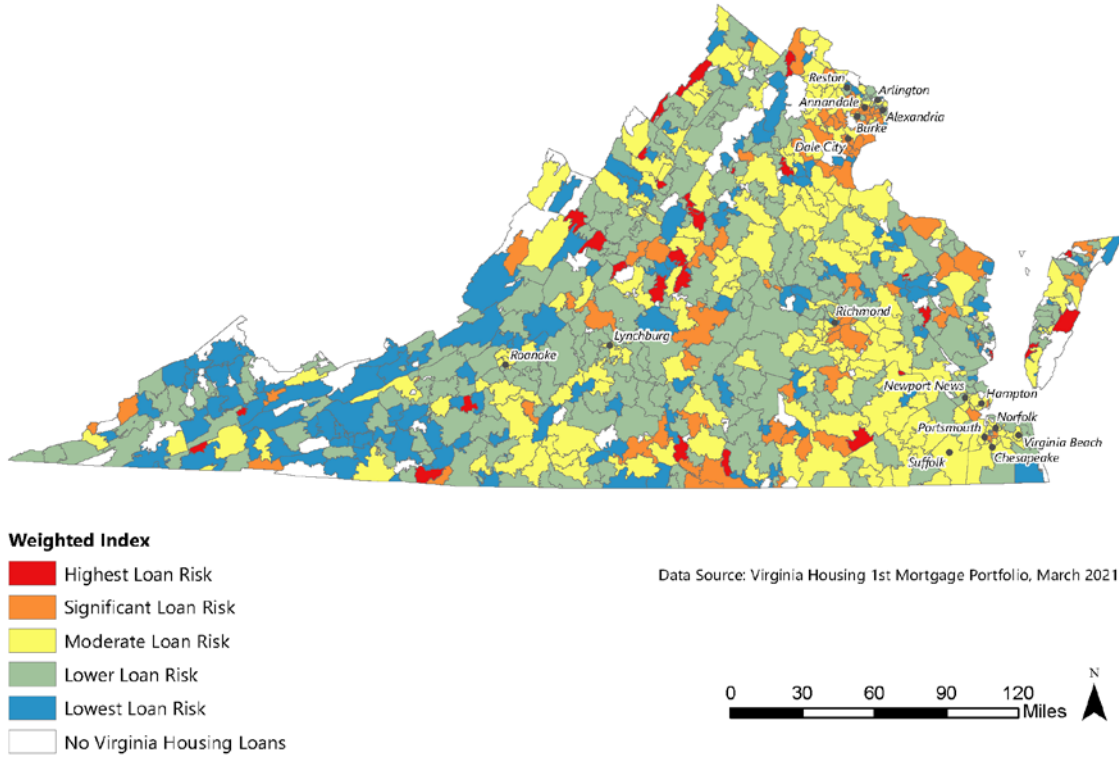 Reston
Arlington
Annandale
Alexandria
Burke
Dale City
Richmond
Lynchburg
Roanoke
Newport News
Hampton
Norfolk
Portsmouth
Virginia Beach
Chesapeake
Suffolk
Weighted Index
Highest Loan Risk
Data Source: Virginia Housing 1st Mortgage Portfolio, March 2021
Significant Loan Risk
Moderate Loan Risk
Lower Loan Risk
Lowest Loan Risk
No Virginia Housing Loans
N
0 30 60 90 120
Miles